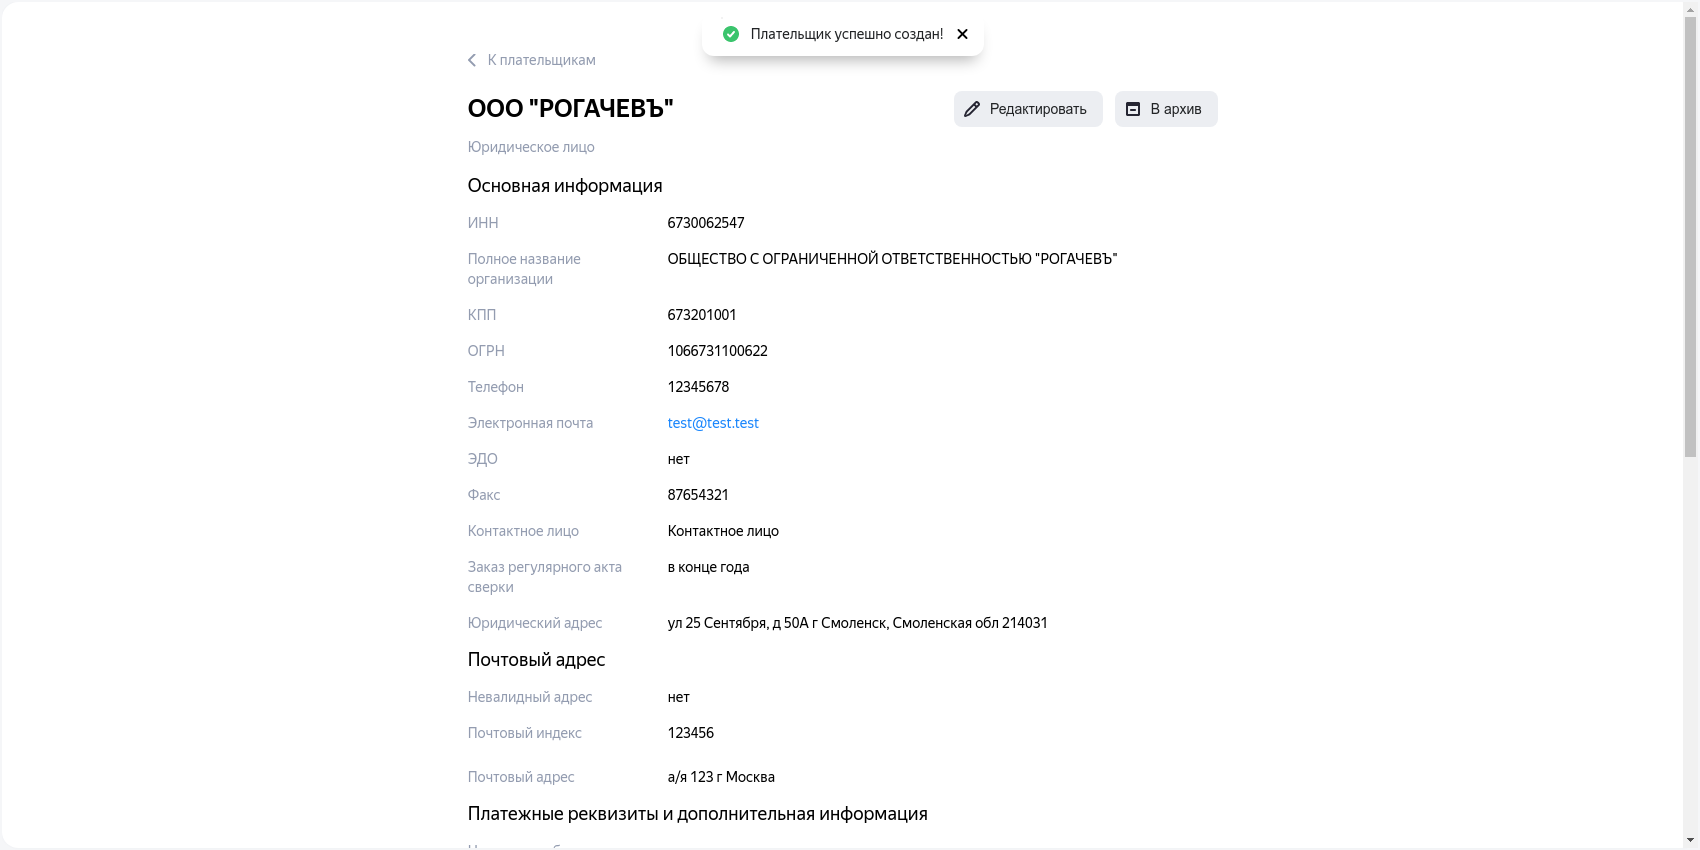 Плательщик успешно создан!
К плательщикам
ООО "РОГАЧЕВЪ"
Редактировать
В архив
Юридическое лицо
Основная информация
ИНН 6730062547
Полное название ОБЩЕСТВО С ОГРАНИЧЕННОЙ ОТВЕТСТВЕННОСТЬЮ "РОГАЧЕВЪ"
организации
КПП 673201001
ОГРН 1066731100622
Телефон 12345678
Электронная почта test@test.test
ЭДО нет
Факс 87654321
Контактное лицо Контактное лицо
Заказ регулярного акта в конце года
сверки
Юридический адрес ул 25 Сентября, д 50А г Смоленск, Смоленская обл 214031
Почтовый адрес
Невалидный адрес нет
Почтовый индекс 123456
Почтовый адрес а/я 123 г Москва
Платежные реквизиты и дополнительная информация